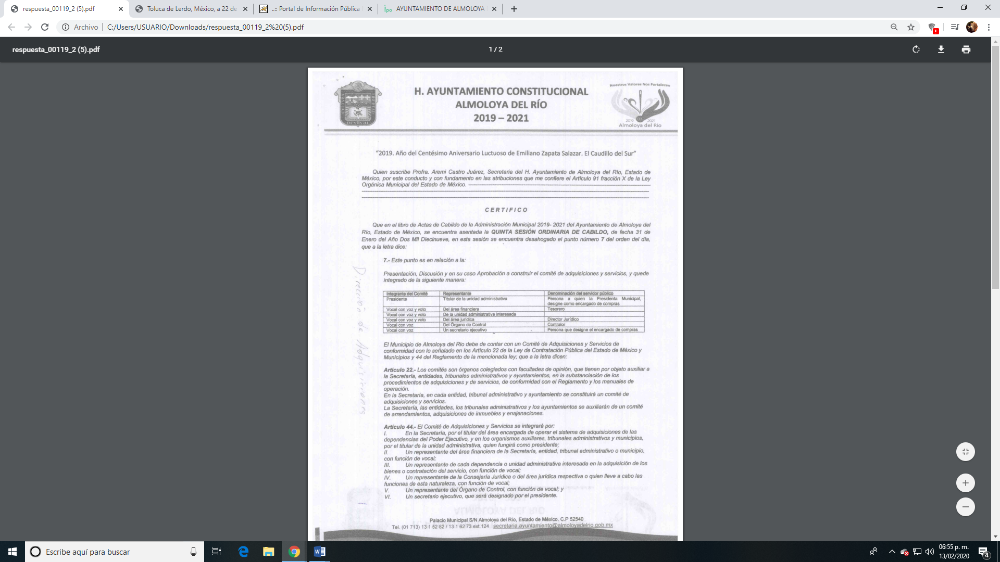 respuesta_00119_2 (5).pdf
Toluca de Lerdo, México, a 22 de
..:: Portal de Información Pública
ipo AYUNTAMIENTO DE ALMOLOYA
Archivo C:/Users/USUARIO/Downloads/respuesta_00119_2%20(5).pdf
respuesta_00119_2 (5).pdf
1 / 2
H. AYUNTAMIENTO CONSTITUCIONAL
ALMOLOYA DEL RÍO
2019 – 2021
Nuestros Valores Nos Fortalecen
2019 2021
Almoloya del Río
"2019. Año del Centésimo Aniversario Luctuoso de Emiliano Zapata Salazar. El Caudillo del Sur"
Quien suscribe Profra. Aremi Castro Juárez, Secretaria del H. Ayuntamiento de Almoloya del Río, Estado de
México, por este conducto y con fundamento en las atribuciones que me confiere el Artículo 91 fracción X de la Ley
Orgánica Municipal del Estado de México.
CERTIFICO
Que en el libro de Actas de Cabildo de la Administración Municipal 2019- 2021 del Ayuntamiento de Almoloya del
Río, Estado de México, se encuentra asentada la QUINTA SESIÓN ORDINARIA DE CABILDO, de fecha 31 de
Enero del Año Dos Mil Diecinueve, en esta sesión se encuentra desahogado el punto número 7 del orden del día,
que a la letra dice:
7.- Este punto es en relación a la:
Presentación, Discusión y en su caso Aprobación a construir el comité de adquisiciones y servicios, y quede
integrado de la siguiente manera:
Integrante del Comité Representante Denominación del servidor público
Presidente Titular de la unidad administrativa Persona a quien la Presidenta Municipal,
designe como encargado de compras
Vocal con voz y voto Del área financiera Tesorero
Vocal con voz y voto De la unidad administrativa interesada
Vocal con voz y voto Del área jurídica Director Jurídico
Vocal con voz Del Órgano de Control Contralor
Vocal con voz Un secretario ejecutivo Persona que designe el encargado de compras
Dirección de Adquisiciones
El Municipio de Almoloya del Rio debe de contar con un Comité de Adquisiciones y Servicios de
conformidad con lo señalado en los Artículo 22 de la Ley de Contratación Pública del Estado de México y
Municipios y 44 del Reglamento de la mencionada ley; que a la letra dicen:
Artículo 22.- Los comités son órganos colegiados con facultades de opinión, que tienen por objeto auxiliar a
la Secretaría, entidades, tribunales administrativos y ayuntamientos, en la substanciación de los
procedimientos de adquisiciones y de servicios, de conformidad con el Reglamento y los manuales de
operación.
En la Secretaría, en cada entidad, tribunal administrativo y ayuntamiento se constituirá un comité de
adquisiciones y servicios.
La Secretaría, las entidades, los tribunales administrativos y los ayuntamientos se auxiliarán de un comité
de arrendamientos, adquisiciones de inmuebles y enajenaciones.
Artículo 44.- El Comité de Adquisiciones y Servicios se integrará por:
I. En la Secretaría, por el titular del área encargada de operar el sistema de adquisiciones de las
dependencias del Poder Ejecutivo, y en los organismos auxiliares, tribunales administrativos y municipios,
por el titular de la unidad administrativa, quien fungirá como presidente;
II. Un representante del área financiera de la Secretaría, entidad, tribunal administrativo o municipio,
con función de vocal;
III. Un representante de cada dependencia o unidad administrativa interesada en la adquisición de los
bienes o contratación del servicio, con función de vocal;
IV. Un representante de la Consejería Jurídica o del área jurídica respectiva o quien lleve a cabo las
funciones de esta naturaleza, con función de vocal;
V. Un representante del Órgano de Control, con función de vocal; y
VI. Un secretario ejecutivo, que será designado por el presidente.
Palacio Municipal S/N Almoloya del Río, Estado de México. C.P 52540
Tel. (01 713) 13 1 52 82 / 13 1 62 73 ext.124 secretaria.ayuntamiento@almoloyadelrio.gob.mx
Escribe aquí para buscar
06:55 p. m.
13/02/2020
4